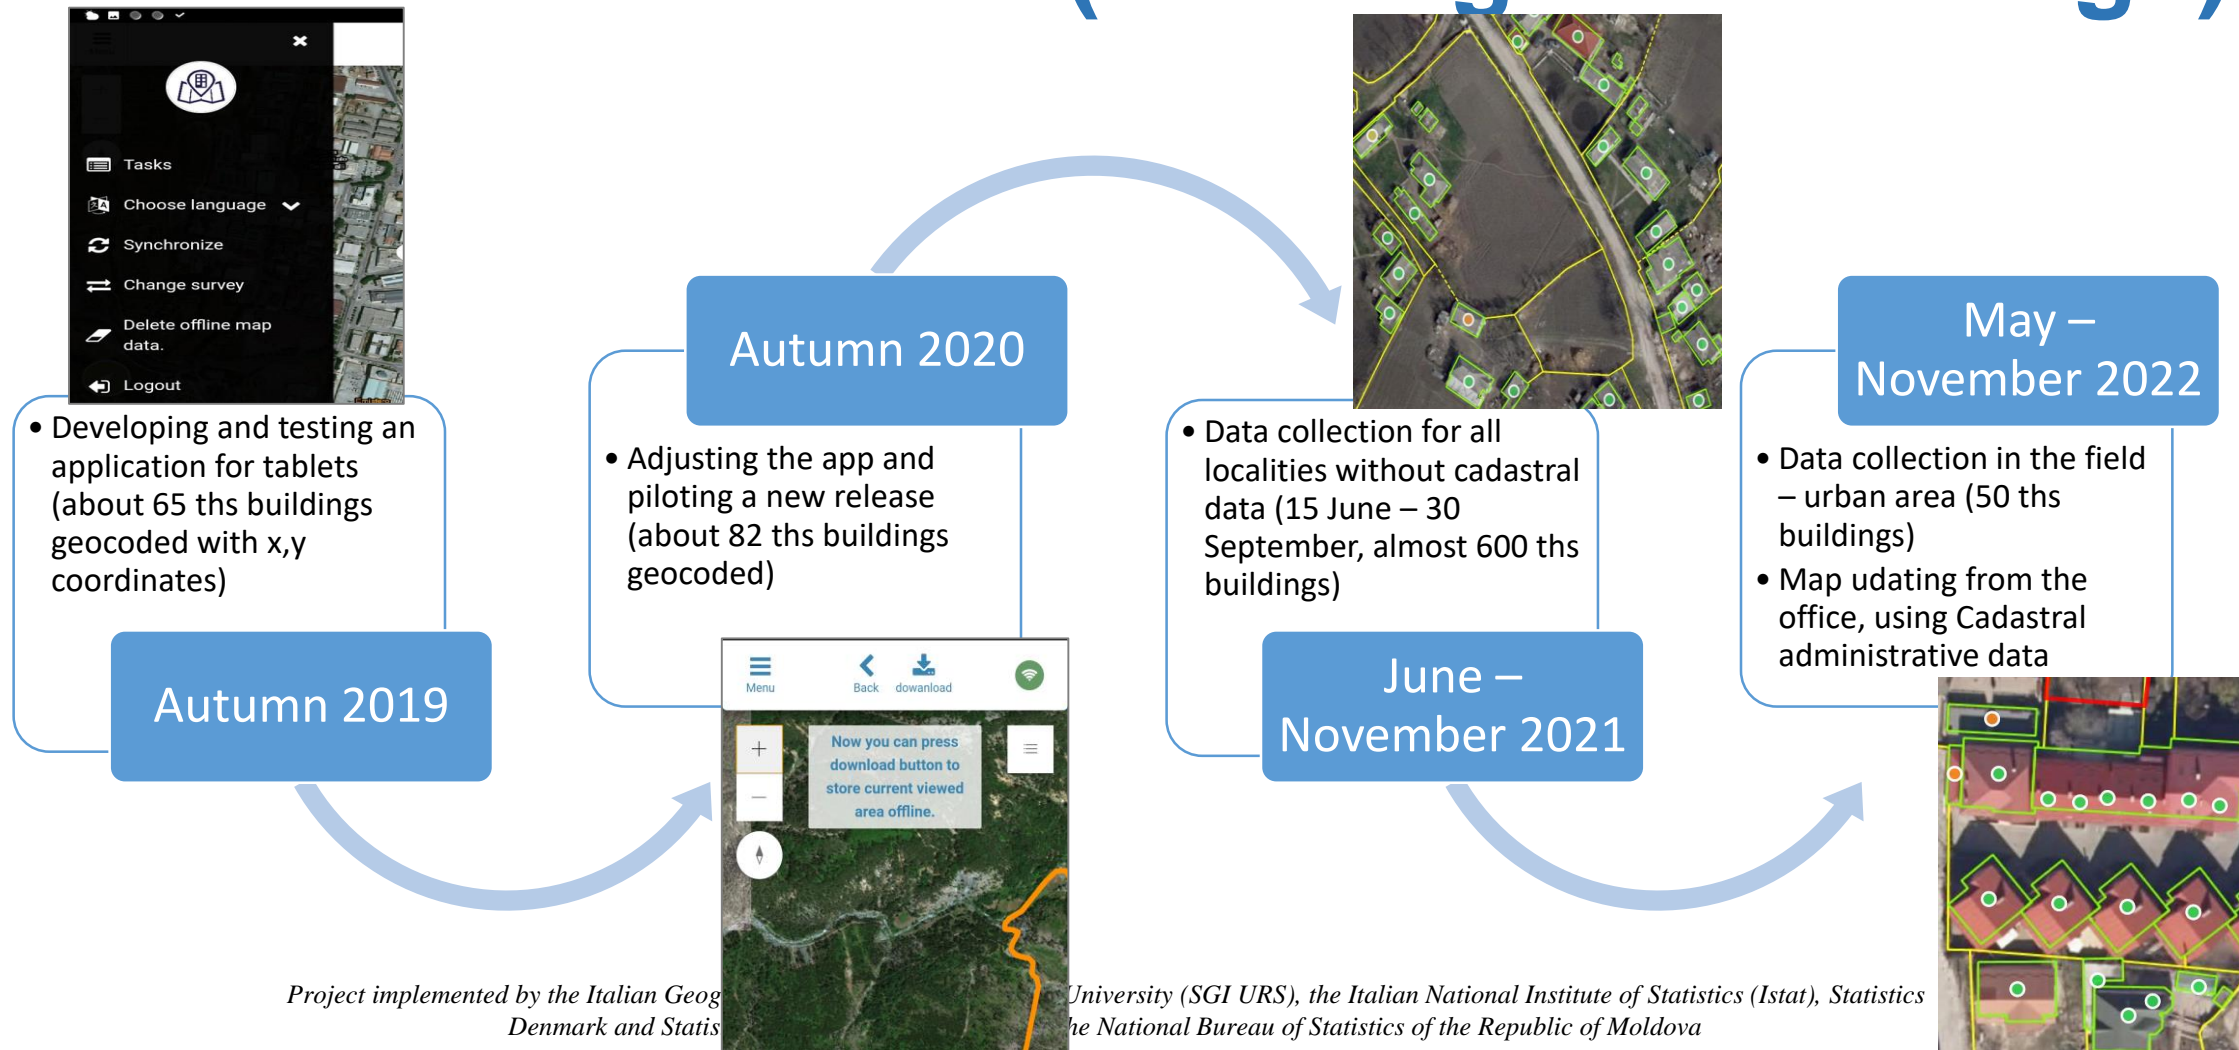 Tasks
Choose language
Synchronize
Change survey
Delete offline map
data.
Logout
• Developing and testing an
application for tablets
(about 65 ths buildings
geocoded with x,y
coordinates)
Autumn 2019
Autumn 2020
• Adjusting the app and
piloting a new release
(about 82 ths buildings
geocoded)
Menu
Back
dowanload
Now you can press
download button to
store current viewed
area offline.
• Data collection for all
localities without cadastral
data (15 June – 30
September, almost 600 ths
buildings)
June –
November 2021
May –
November 2022
• Data collection in the field
– urban area (50 ths
buildings)
• Map udating from the
office, using Cadastral
administrative data
Project implemented by the Italian University (SGI URS), the Italian National Institute of Statistics (Istat), Statistics
Denmark and National Bureau of Statistics of the Republic of Moldova